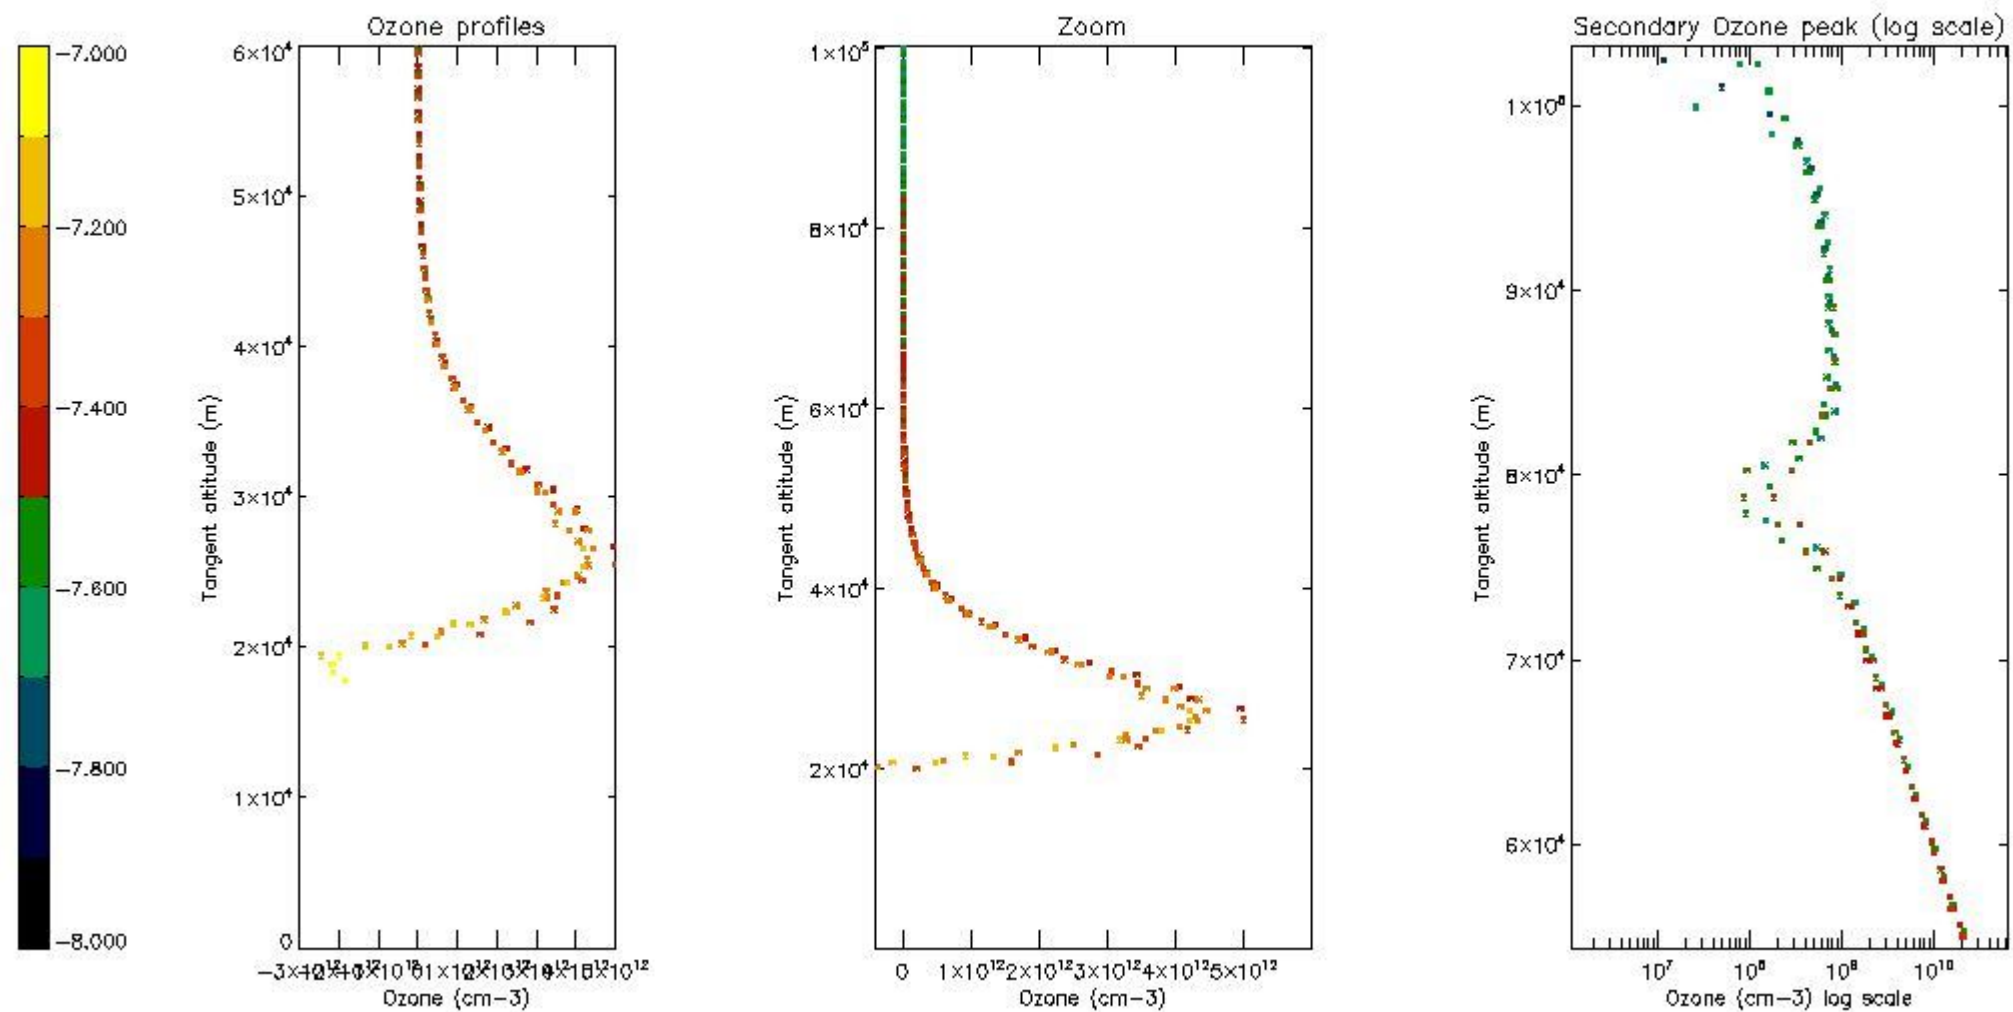 Ozone profiles
Zoom
Secondary Ozone peak (log scale)
−7.000
−7.200
−7.400
−7.600
−7.800
−8.000
6×10⁴
5×10⁴
4×10⁴
3×10⁴
2×10⁴
1×10⁴
0
Tangent altitude (m)
5×10¹²
Ozone (cm−3)
1×10⁵
8×10⁴
6×10⁴
4×10⁴
2×10⁴
Tangent altitude (m)
0 1×10¹² 2×10¹² 3×10¹² 4×10¹² 5×10¹²
Ozone (cm−3)
1×10⁵
9×10⁴
8×10⁴
7×10⁴
6×10⁴
Tangent altitude (m)
10⁷ 10⁸ 10⁹ 10¹⁰
Ozone (cm−3) log scale